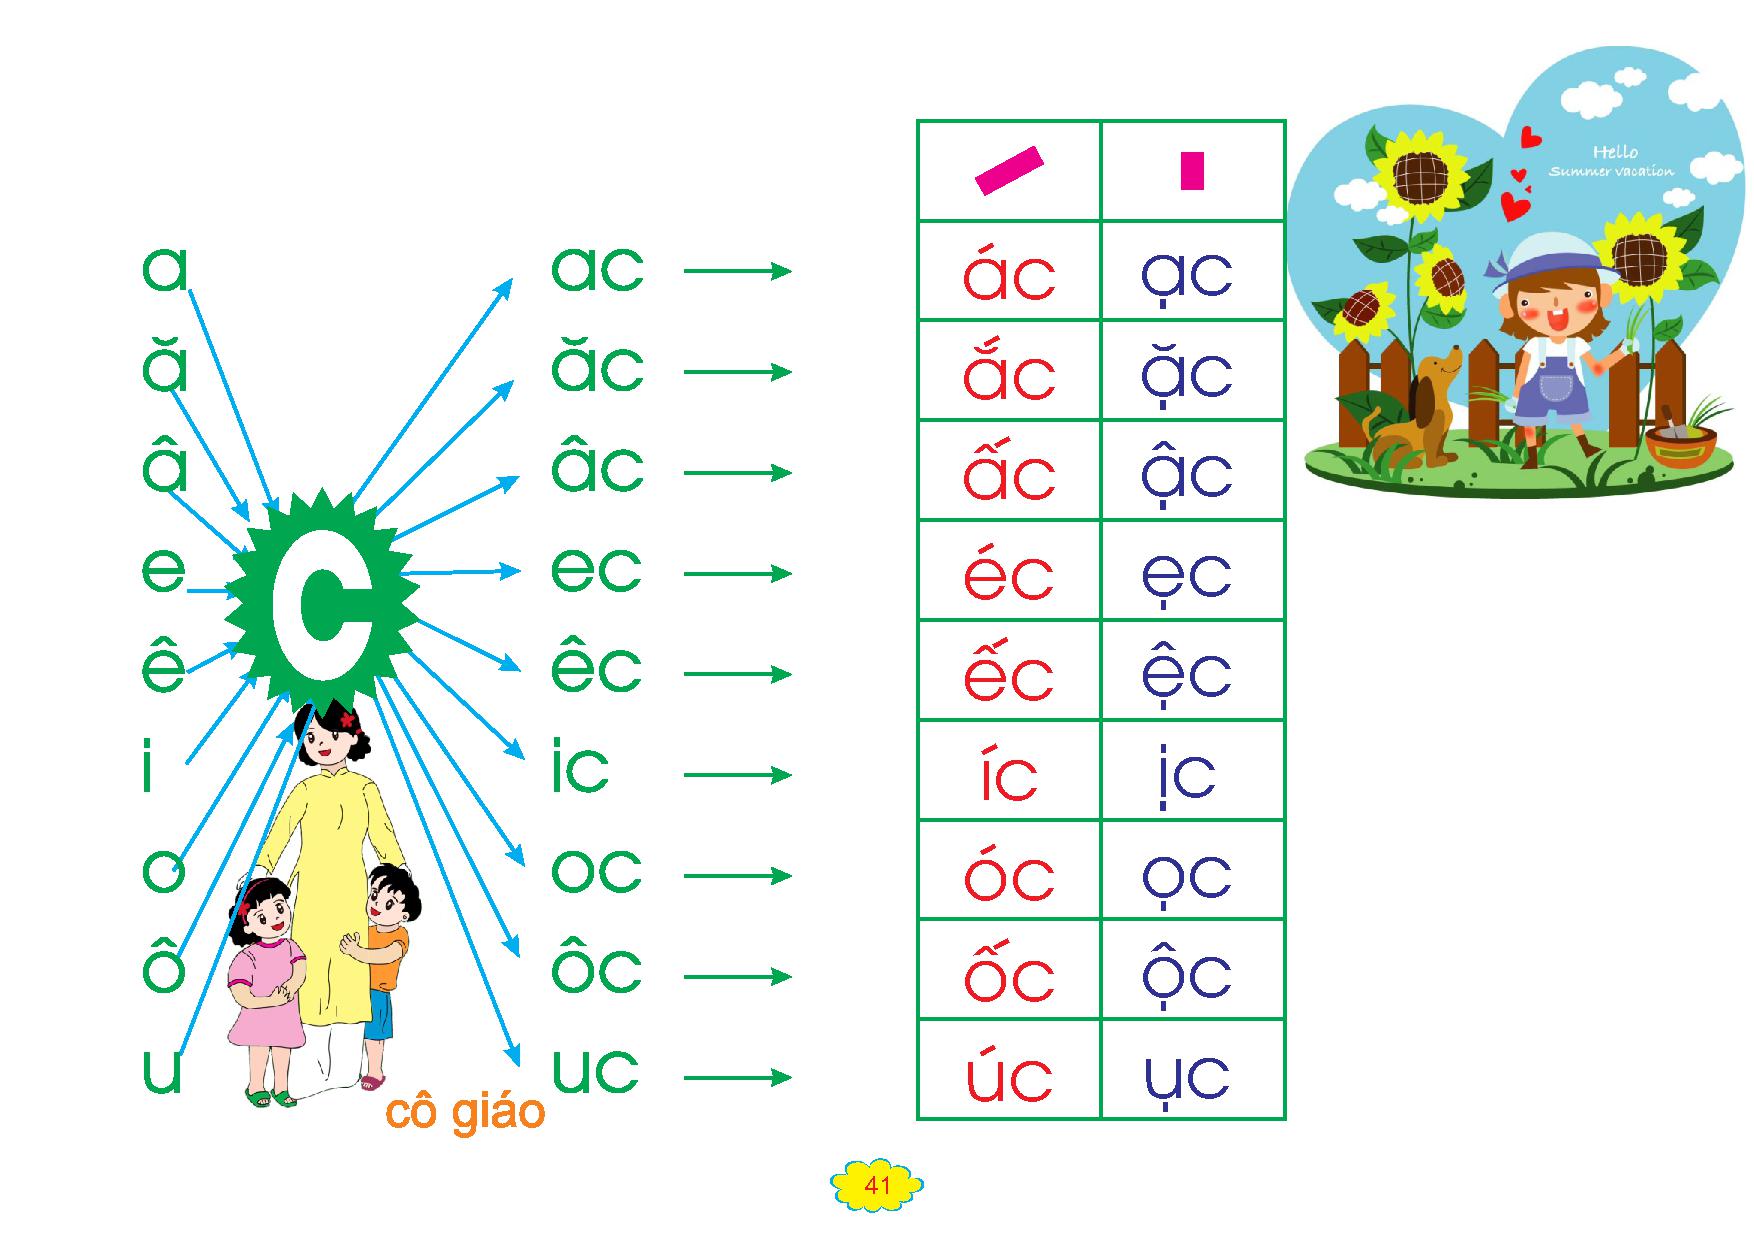 Hello
Summer vacation
a ac ác ạc
ă ăc ắc ặc
â âc ấc ậc
e ec éc ẹc
c
ê êc ếc ệc
i ic íc ịc
o oc óc ọc
ô ôc ốc ộc
u uc úc ục
cô giáo
41